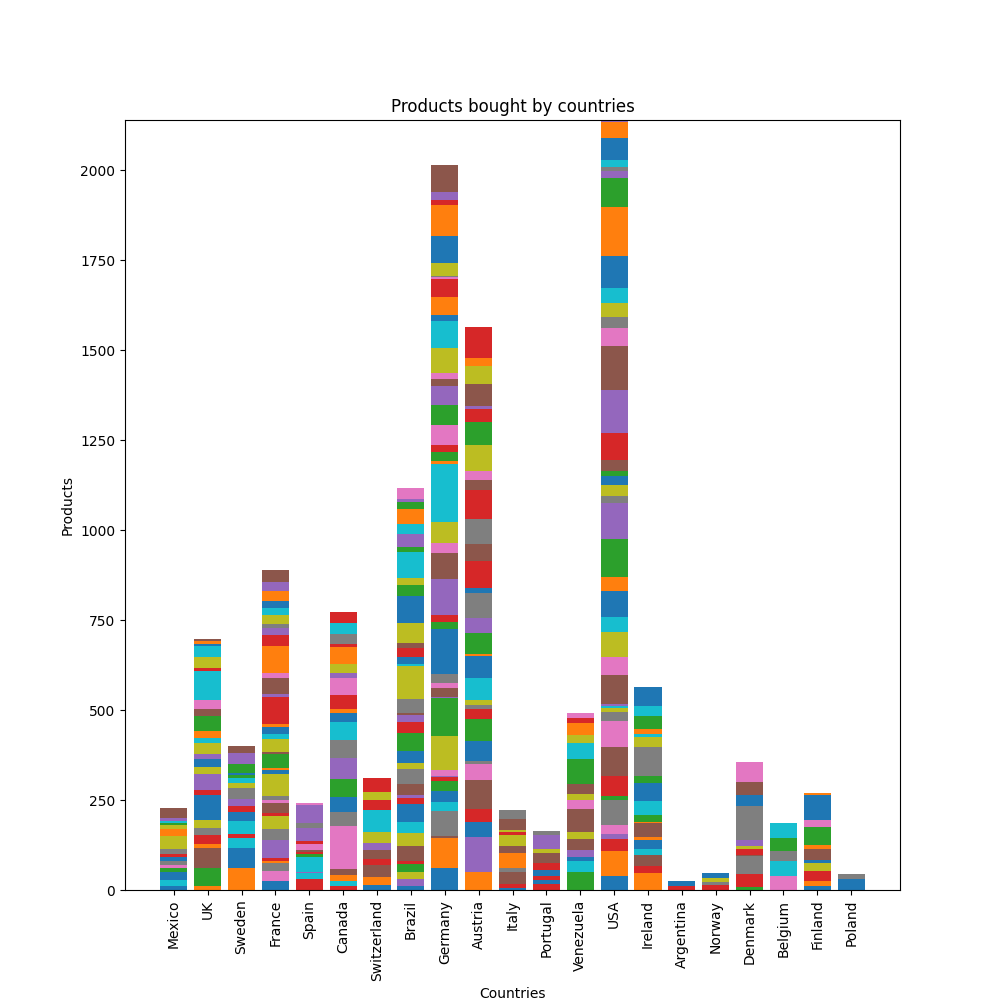 Products bought by countries
2000
1750
1500
1250
1000
750
500
250
0
Products
Mexico
UK
Sweden
France
Spain
Canada
Switzerland
Brazil
Germany
Austria
Italy
Portugal
Venezuela
USA
Ireland
Argentina
Norway
Denmark
Belgium
Finland
Poland
Countries